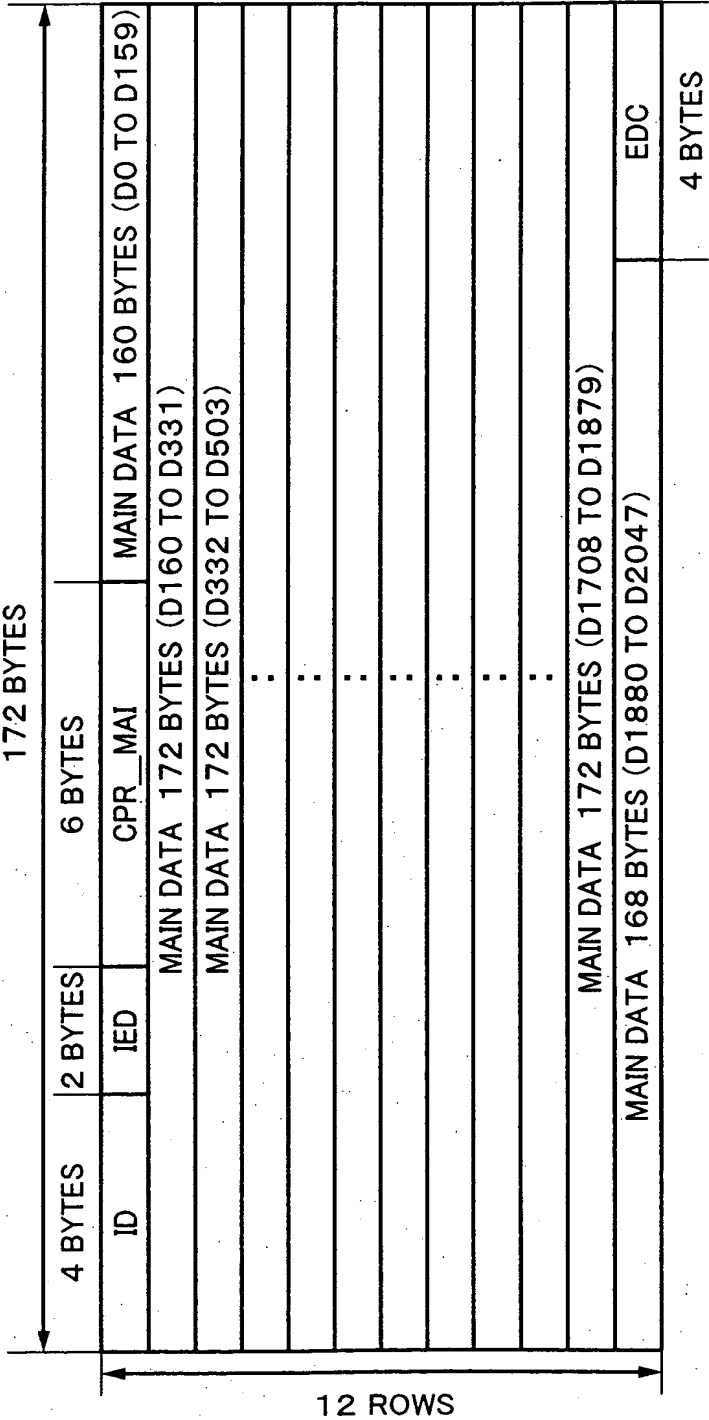 172 BYTES
4 BYTES 2 BYTES 6 BYTES
ID IED CPR_MAI MAIN DATA 160 BYTES (D0 TO D159)
MAIN DATA 172 BYTES (D160 TO D331)
MAIN DATA 172 BYTES (D332 TO D503)
MAIN DATA 172 BYTES (D1708 TO D1879)
MAIN DATA 168 BYTES (D1880 TO D2047) EDC
4 BYTES
12 ROWS